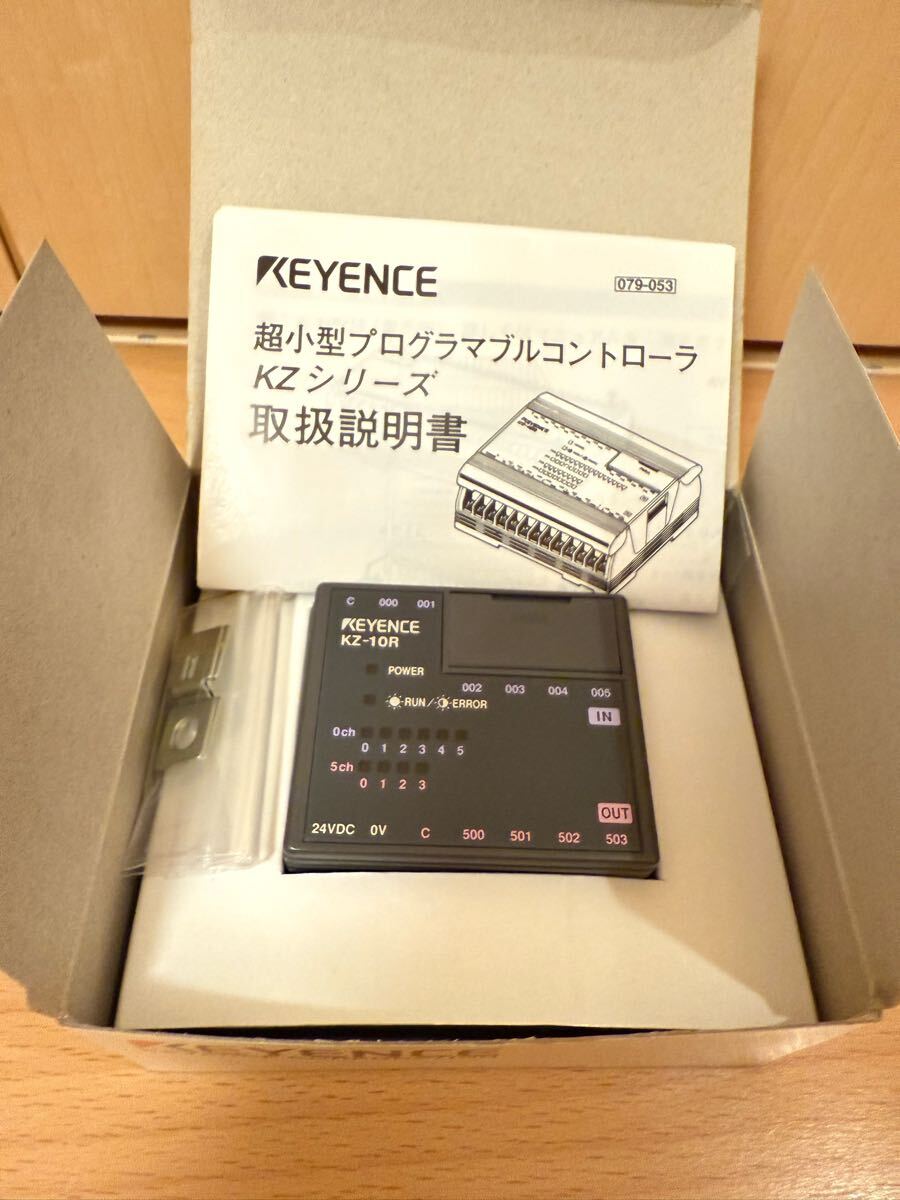 KEYENCE
079-053
超小型プログラマブルコントローラ
KZシリーズ
取扱説明書
C 000 001
KEYENCE
KZ-10R
POWER
002 003 004 005
RUN/ ERROR
IN
0ch
0 1 2 3 4 5
5ch
0 1 2 3
OUT
24VDC 0V C 500 501 502 503
KEYENCE